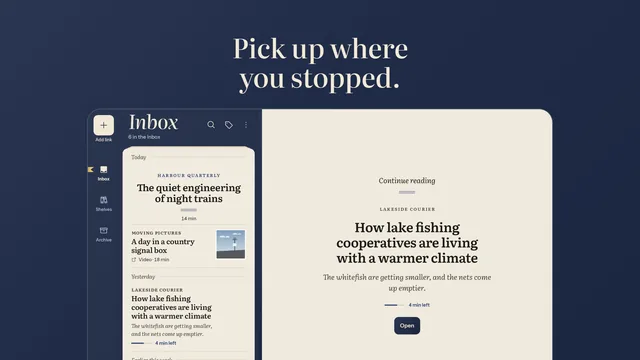 Pick up where
you stopped.
Add link
Inbox
6 in the Inbox
Inbox
Shelves
Archive
Today
HARBOUR QUARTERLY
The quiet engineering
of night trains
14 min
MOVING PICTURES
A day in a country
signal box
Video · 18 min
Yesterday
LAKESIDE COURIER
How lake fishing
cooperatives are living
with a warmer climate
The whitefish are getting smaller,
and the nets come up emptier.
4 min left
Continue reading
LAKESIDE COURIER
How lake fishing
cooperatives are living
with a warmer climate
The whitefish are getting smaller, and the nets come
up emptier.
4 min left
Open